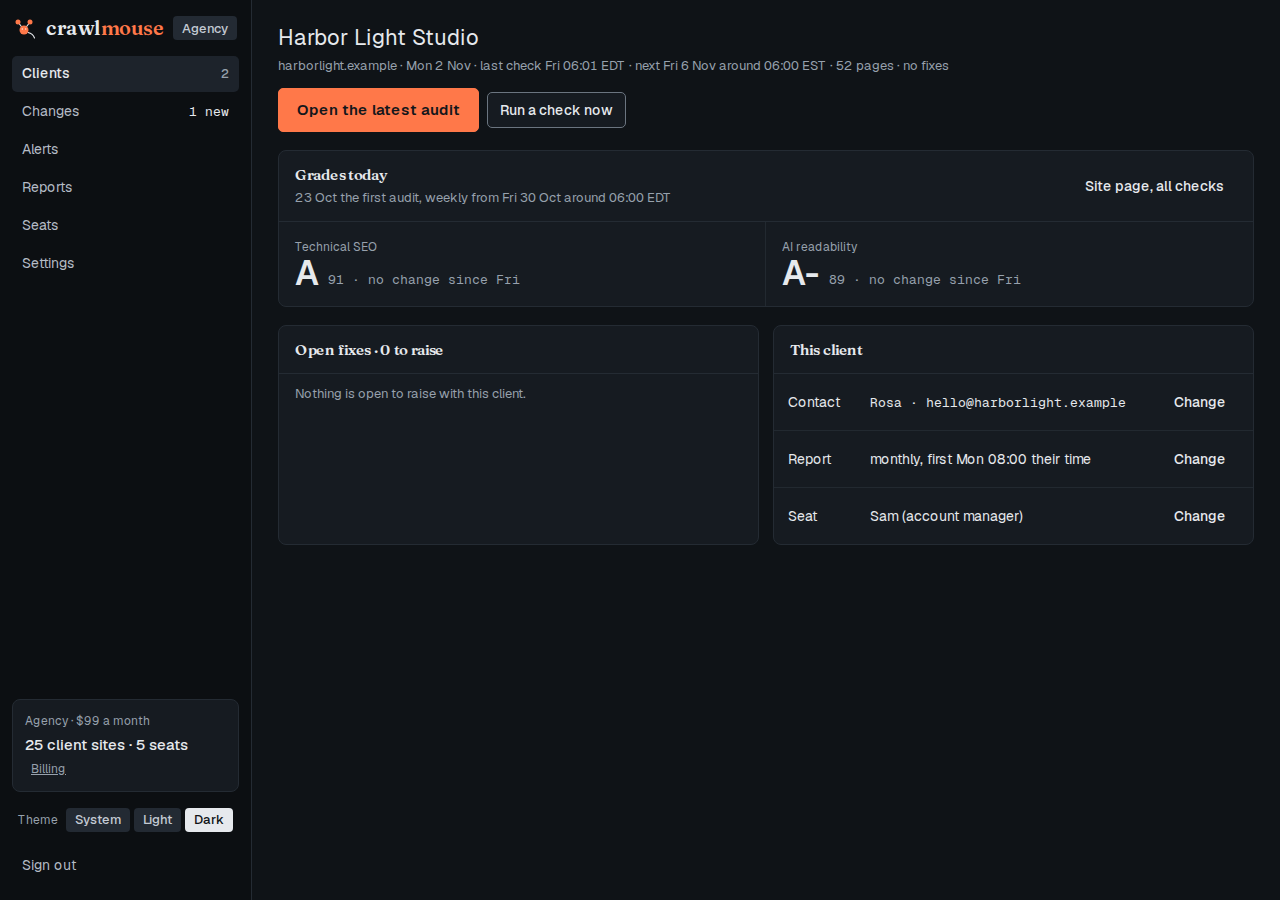 crawlmouse Agency
Clients 2
Changes 1 new
Alerts
Reports
Seats
Settings
Agency · $99 a month
25 client sites · 5 seats
Billing
Theme System Light Dark
Sign out
Harbor Light Studio
harborlight.example · Mon 2 Nov · last check Fri 06:01 EDT · next Fri 6 Nov around 06:00 EST · 52 pages · no fixes
Open the latest audit Run a check now
Grades today
23 Oct the first audit, weekly from Fri 30 Oct around 06:00 EDT
Site page, all checks
Technical SEO
A 91 · no change since Fri
AI readability
A- 89 · no change since Fri
Open fixes · 0 to raise
Nothing is open to raise with this client.
This client
Contact Rosa · hello@harborlight.example Change
Report monthly, first Mon 08:00 their time Change
Seat Sam (account manager) Change